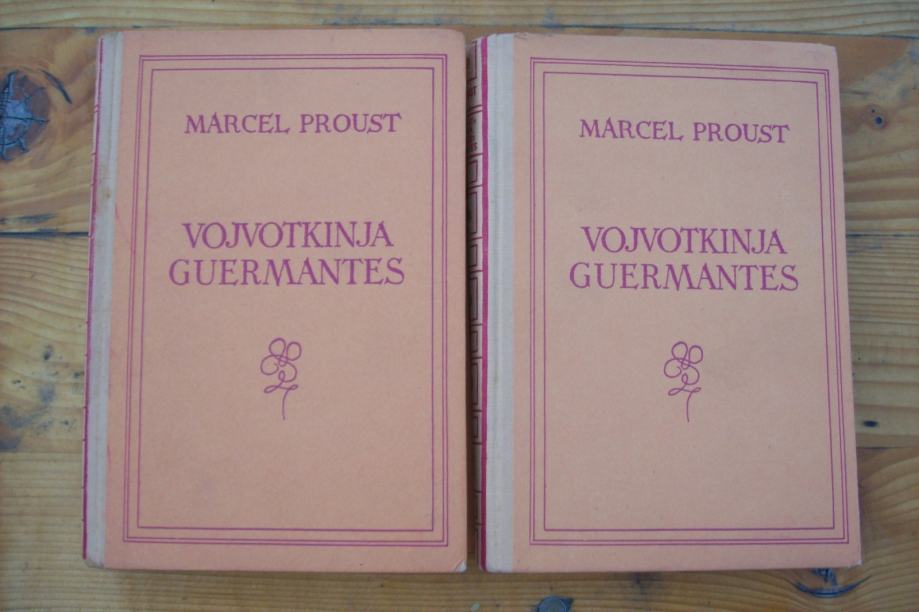 MARCEL PROUST
VOJVOTKINJA
GUERMANTES
MARCEL PROUST
VOJVOTKINJA
GUERMANTES